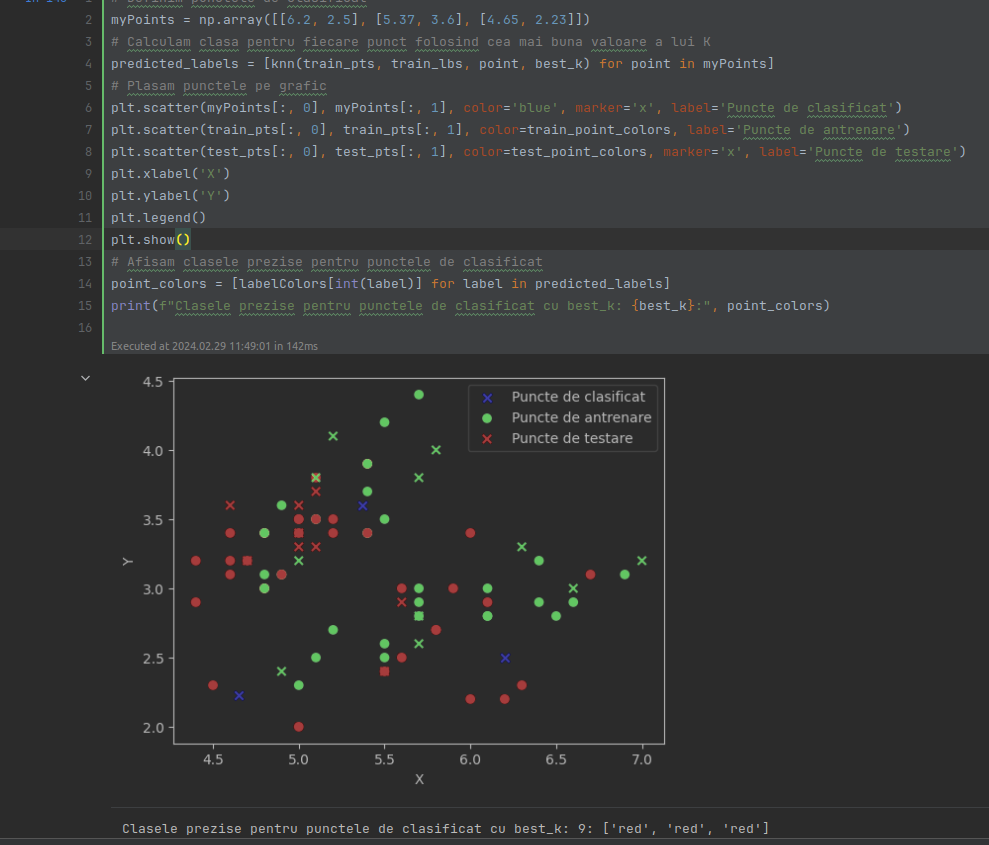 2 myPoints = np.array([[6.2, 2.5], [5.37, 3.6], [4.65, 2.23]])
3 # Calculam clasa pentru fiecare punct folosind cea mai buna valoare a lui K
4 predicted_labels = [knn(train_pts, train_lbs, point, best_k) for point in myPoints]
5 # Plasam punctele pe grafic
6 plt.scatter(myPoints[:, 0], myPoints[:, 1], color='blue', marker='x', label='Puncte de clasificat')
7 plt.scatter(train_pts[:, 0], train_pts[:, 1], color=train_point_colors, label='Puncte de antrenare')
8 plt.scatter(test_pts[:, 0], test_pts[:, 1], color=test_point_colors, marker='x', label='Puncte de testare')
9 plt.xlabel('X')
10 plt.ylabel('Y')
11 plt.legend()
12 plt.show()
13 # Afisam clasele prezise pentru punctele de clasificat
14 point_colors = [labelColors[int(label)] for label in predicted_labels]
15 print(f"Clasele prezise pentru punctele de clasificat cu best_k: {best_k}:", point_colors)
16
Executed at 2024.02.29 11:49:01 in 142ms
Puncte de clasificat
Puncte de antrenare
Puncte de testare
4.5
4.0
3.5
3.0
2.5
2.0
Y
4.5 5.0 5.5 6.0 6.5 7.0
X
Clasele prezise pentru punctele de clasificat cu best_k: 9: ['red', 'red', 'red']